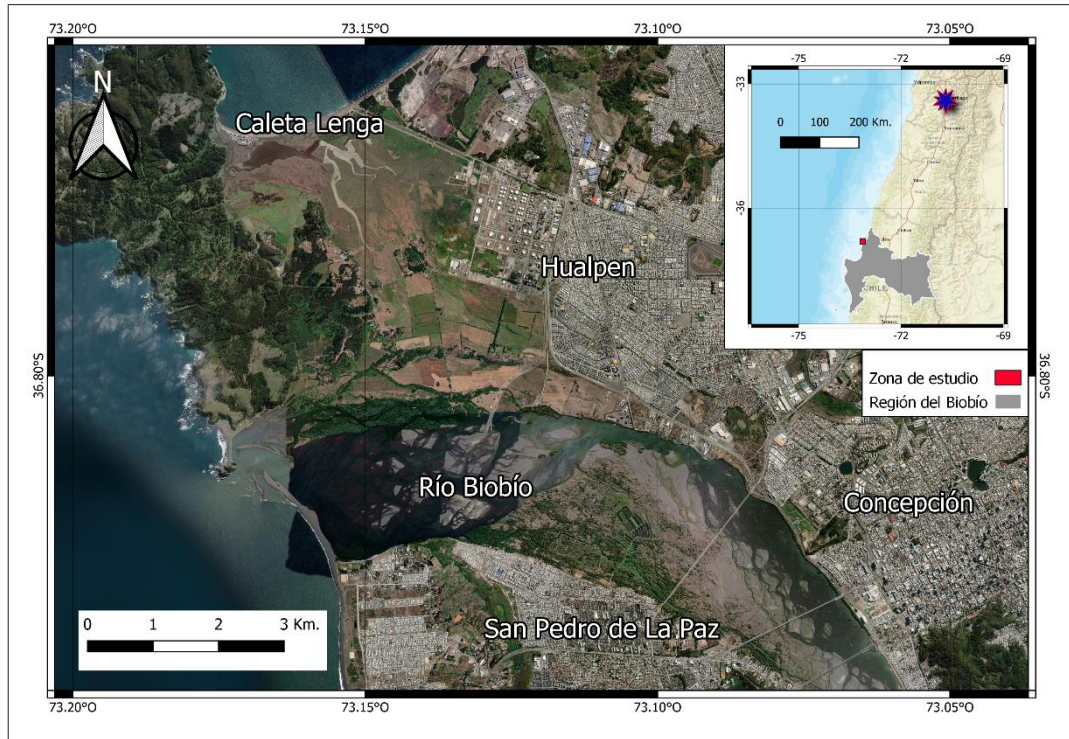 73.20°O 73.15°O 73.10°O 73.05°O
N
Caleta Lenga
Hualpen
Río Biobío
Concepción
San Pedro de La Paz
36.80°S
36.80°S
0 1 2 3 Km.
-75 -72 -69
-33
-36
0 100 200 Km.
CHILE
-75 -72 -69
Zona de estudio
Región del Biobío
73.20°O 73.15°O 73.10°O 73.05°O